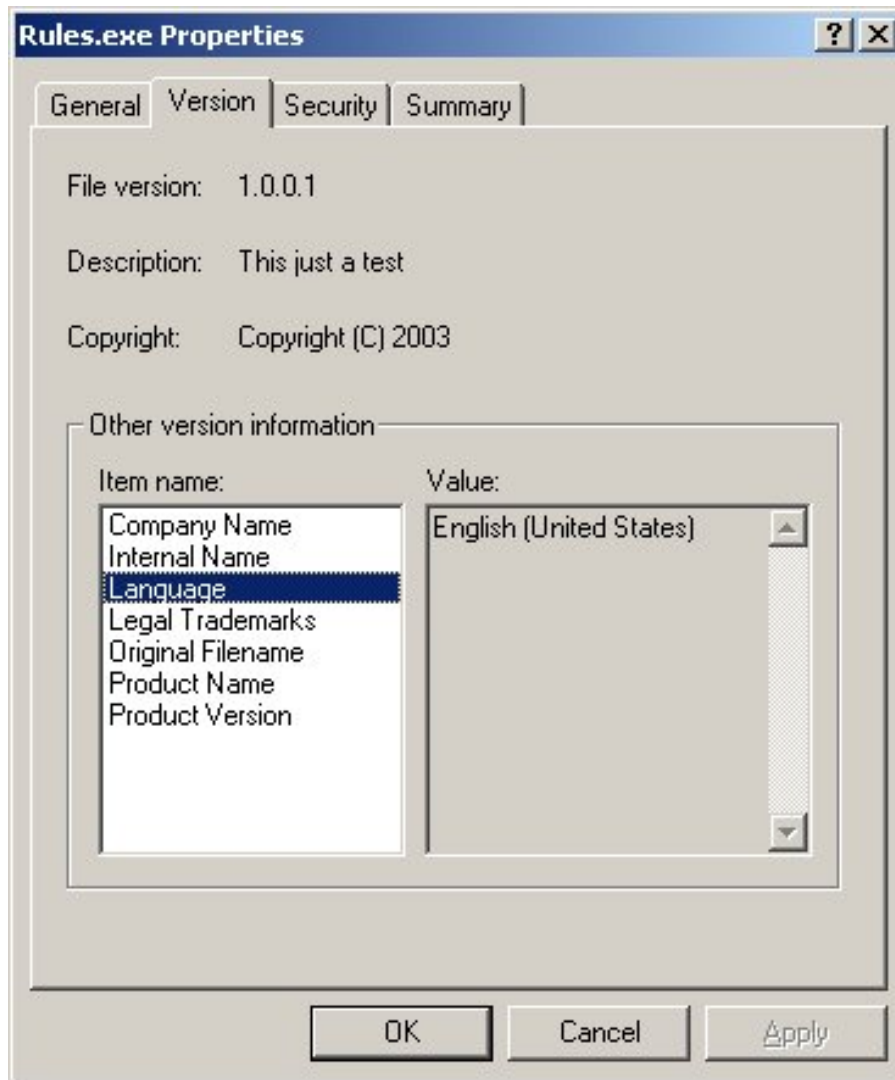 Rules.exe Properties
General Version Security Summary
File version: 1.0.0.1
Description: This just a test
Copyright: Copyright (C) 2003
Other version information
Item name: Value:
Company Name English (United States)
Internal Name
Language
Legal Trademarks
Original Filename
Product Name
Product Version
OK Cancel Apply